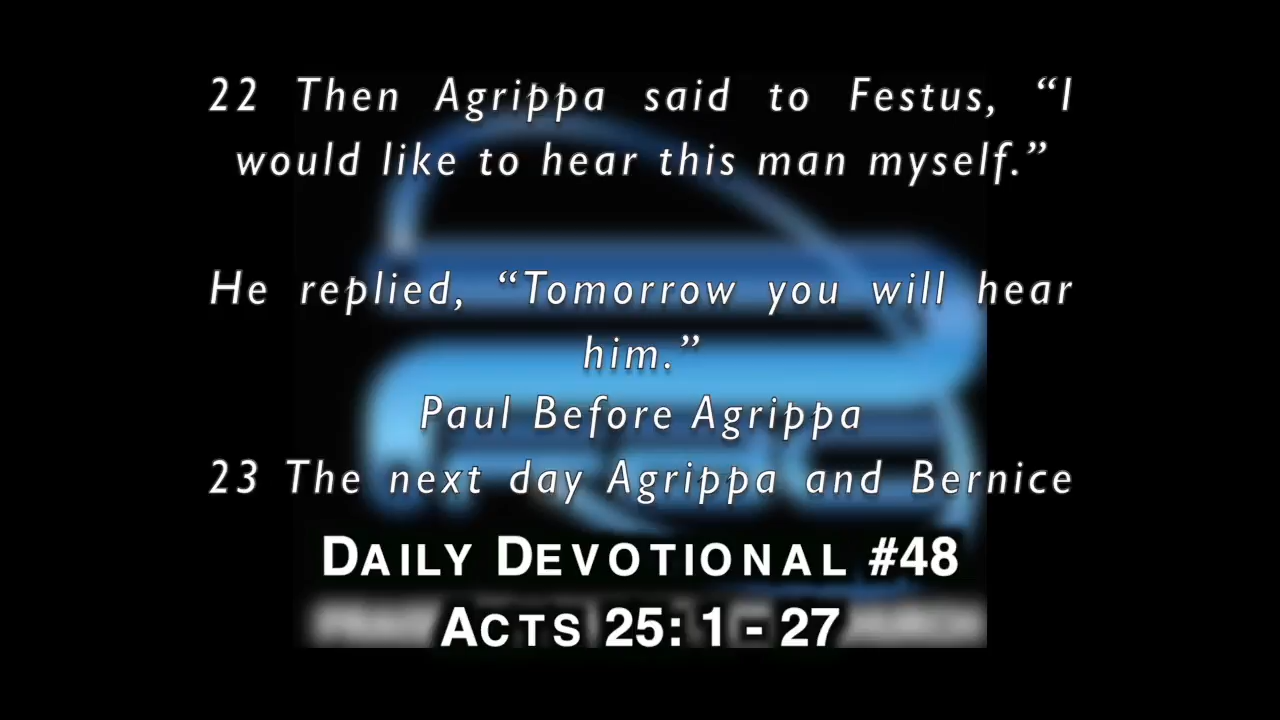 22 Then Agrippa said to Festus, “I
would like to hear this man myself.”
He replied, “Tomorrow you will hear
him.”
Paul Before Agrippa
23 The next day Agrippa and Bernice
DAILY DEVOTIONAL #48
ACTS 25: 1 - 27